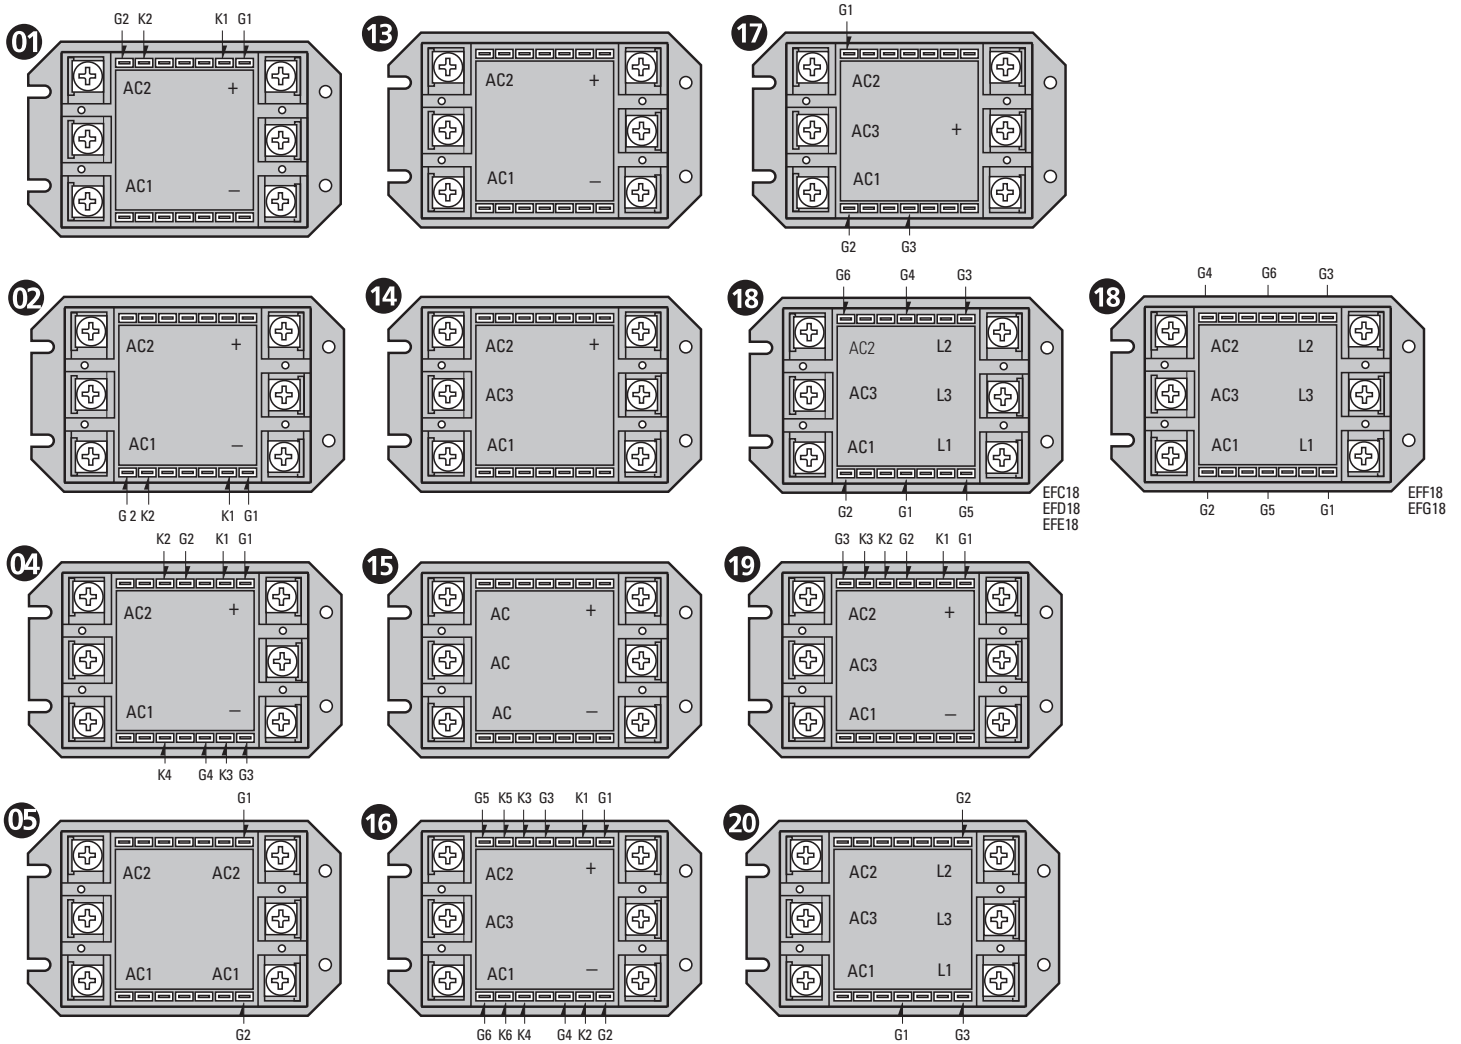 01
G2 K2 K1 G1
AC2 +
AC1 –
13
AC2 +
AC1 –
17
G1
AC2
AC3 +
AC1
G2 G3
02
AC2 +
AC1 –
G 2 K2 K1 G1
14
AC2 +
AC3
AC1
18
G6 G4 G3
AC2 L2
AC3 L3
AC1 L1
G2 G1 G5
EFC18
EFD18
EFE18
18
G4 G6 G3
AC2 L2
AC3 L3
AC1 L1
G2 G5 G1
EFF18
EFG18
04
K2 G2 K1 G1
AC2 +
AC1 –
K4 G4 K3 G3
15
AC +
AC
AC –
19
G3 K3 K2 G2 K1 G1
AC2 +
AC3
AC1 –
05
G1
AC2 AC2
AC1 AC1
G2
16
G5 K5 K3 G3 K1 G1
AC2 +
AC3
AC1 –
G6 K6 K4 G4 K2 G2
20
G2
AC2 L2
AC3 L3
AC1 L1
G1 G3